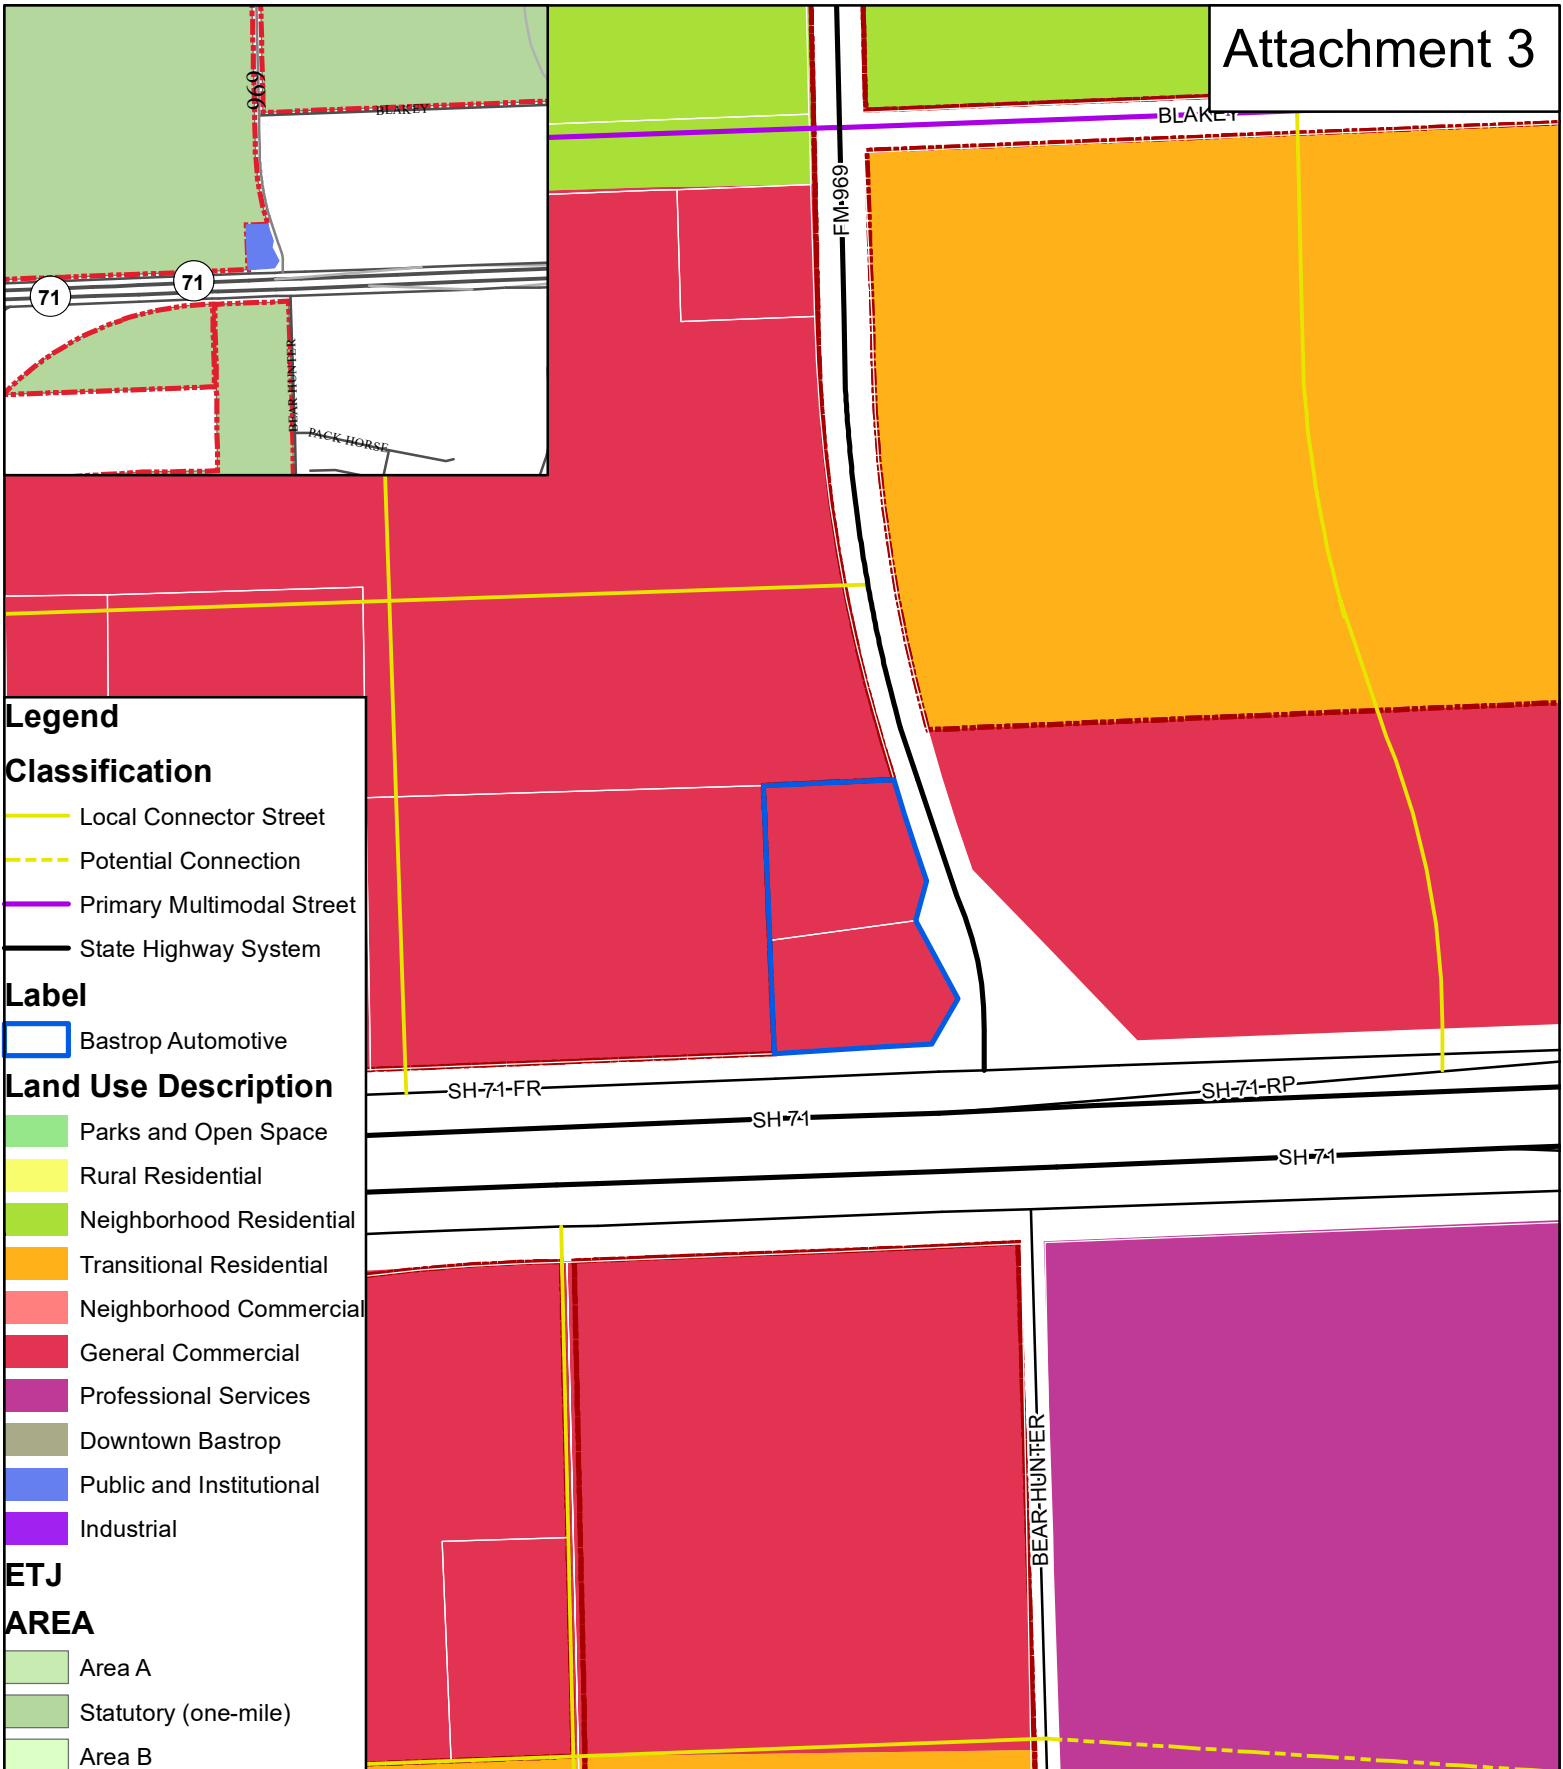 Attachment 3
969
BLAKEY
71
71
BEAR HUNTER
PACK HORSE
BLAKEY
FM 969
SH 71 FR
SH 71 RP
SH 71
SH 71
BEAR HUNTER
Legend
Classification
Local Connector Street
Potential Connection
Primary Multimodal Street
State Highway System
Label
Bastrop Automotive
Land Use Description
Parks and Open Space
Rural Residential
Neighborhood Residential
Transitional Residential
Neighborhood Commercial
General Commercial
Professional Services
Downtown Bastrop
Public and Institutional
Industrial
ETJ
AREA
Area A
Statutory (one-mile)
Area B